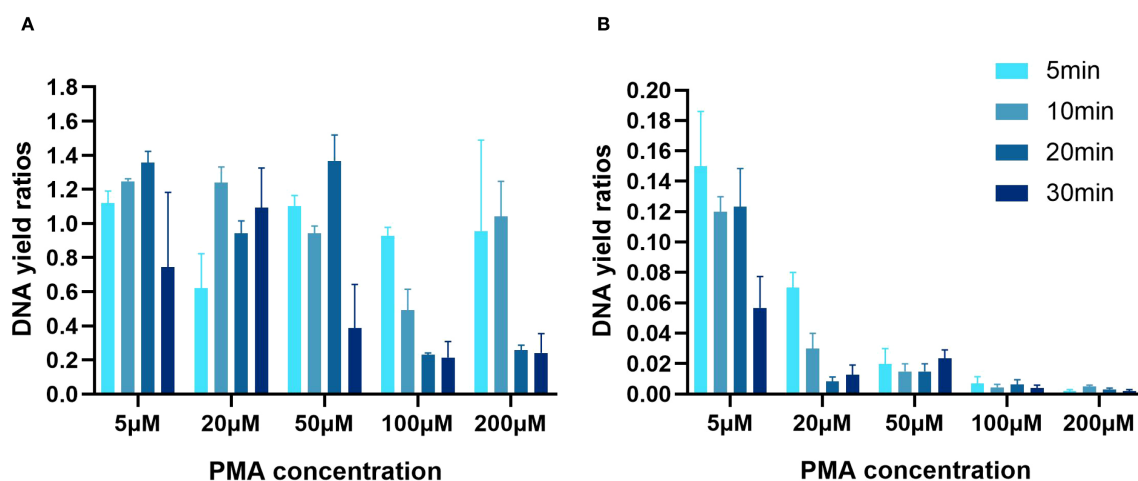 A
DNA yield ratios
1.8
1.6
1.4
1.2
1.0
0.8
0.6
0.4
0.2
0.0
5μM 20μM 50μM 100μM 200μM
PMA concentration
B
DNA yield ratios
0.20
0.18
0.16
0.14
0.12
0.10
0.08
0.06
0.04
0.02
0.00
5μM 20μM 50μM 100μM 200μM
PMA concentration
5min
10min
20min
30min